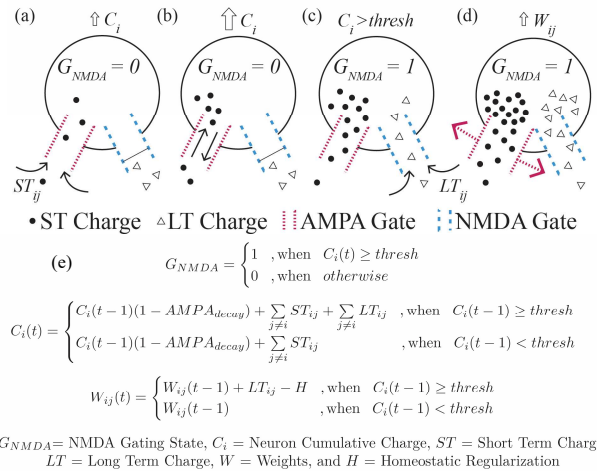 (a) ⇧ C_i (b) ⇧ C_i (c) C_i>thresh (d) ⇧ W_ij
G_NMDA = 0 G_NMDA = 0 G_NMDA = 1 G_NMDA = 1
ST_ij LT_ij
• ST Charge △ LT Charge AMPA Gate NMDA Gate
(e)
G_NMDA = { 1 , when C_i(t) ≥ thresh
0 , when otherwise
C_i(t) = { C_i(t−1)(1−AMPA_decay) + ∑_{j≠i} ST_ij + ∑_{j≠i} LT_ij , when C_i(t−1) ≥ thresh
C_i(t−1)(1−AMPA_decay) + ∑_{j≠i} ST_ij , when C_i(t−1) < thresh
W_ij(t) = { W_ij(t−1) + LT_ij − H , when C_i(t−1) ≥ thresh
W_ij(t−1) , when C_i(t−1) < thresh
G_NMDA= NMDA Gating State, C_i = Neuron Cumulative Charge, ST = Short Term Charg
LT = Long Term Charge, W = Weights, and H = Homeostatic Regularization